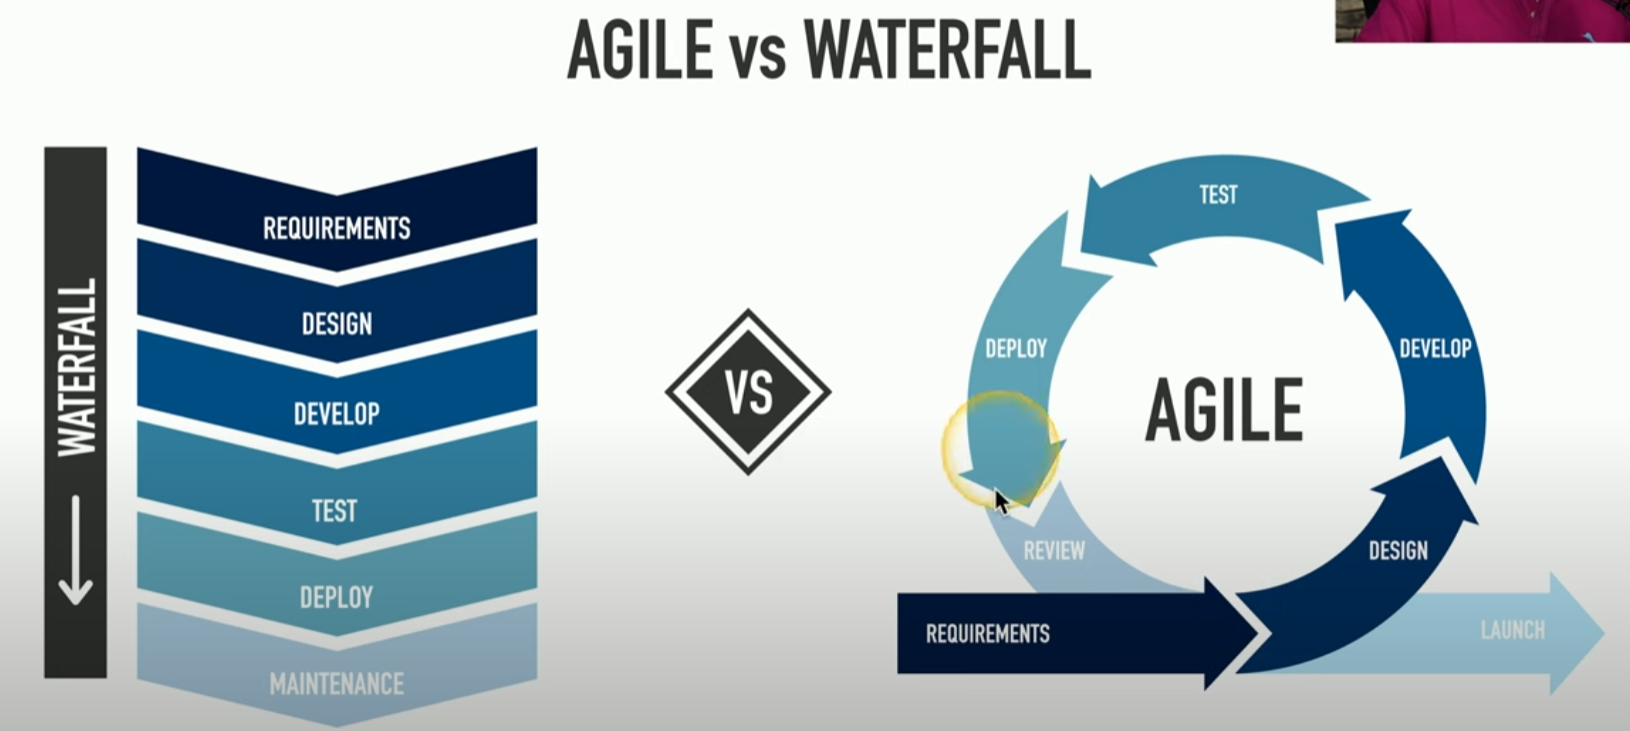 AGILE vs WATERFALL
WATERFALL
REQUIREMENTS
DESIGN
DEVELOP
TEST
DEPLOY
MAINTENANCE
VS
TEST
DEPLOY
DEVELOP
AGILE
REVIEW
DESIGN
REQUIREMENTS
LAUNCH